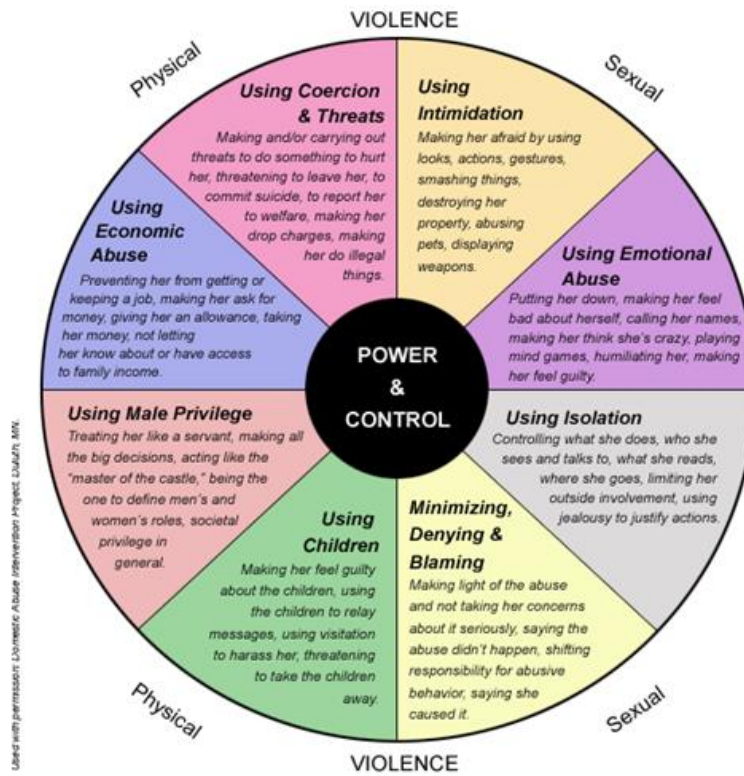 VIOLENCE
Physical
Sexual
Using Coercion
& Threats
Making and/or carrying out
threats to do something to hurt
her, threatening to leave her, to
commit suicide, to report her
to welfare, making her
drop charges, making
her do illegal
things.
Using
Intimidation
Making her afraid by using
looks, actions, gestures,
smashing things,
destroying her
property, abusing
pets, displaying
weapons.
Using
Economic
Abuse
Preventing her from getting or
keeping a job, making her ask for
money, giving her an allowance, taking
her money, not letting
her know about or have access
to family income.
Using Emotional
Abuse
Putting her down, making her feel
bad about herself, calling her names,
making her think she's crazy, playing
mind games, humiliating her, making
her feel guilty.
POWER
&
CONTROL
Using Male Privilege
Treating her like a servant, making all
the big decisions, acting like the
"master of the castle," being the
one to define men's and
women's roles, societal
privilege in
general.
Using Isolation
Controlling what she does, who she
sees and talks to, what she reads,
where she goes, limiting her
outside involvement, using
jealousy to justify actions.
Using
Children
Making her feel guilty
about the children, using
the children to relay
messages, using visitation
to harass her, threatening
to take the children
away.
Minimizing,
Denying &
Blaming
Making light of the abuse
and not taking her concerns
about it seriously, saying the
abuse didn't happen, shifting
responsibility for abusive
behavior, saying she
caused it.
Physical
Sexual
VIOLENCE
Used with permission: Domestic Abuse Intervention Project, Duluth, MN.